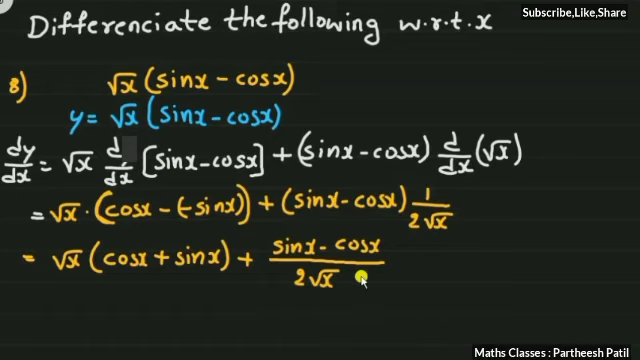 Subscribe,Like,Share
Differenciate the following w.r.t.x
8) √x (sinx - cosx)
y = √x (sinx - cosx)
dy/dx = √x d/dx [sinx - cosx] + (sinx - cosx) d/dx (√x)
= √x · (cosx - (-sinx)) + (sinx - cosx) 1/2√x
= √x (cosx + sinx) + sinx - cosx/2√x
Maths Classes : Partheesh Patil